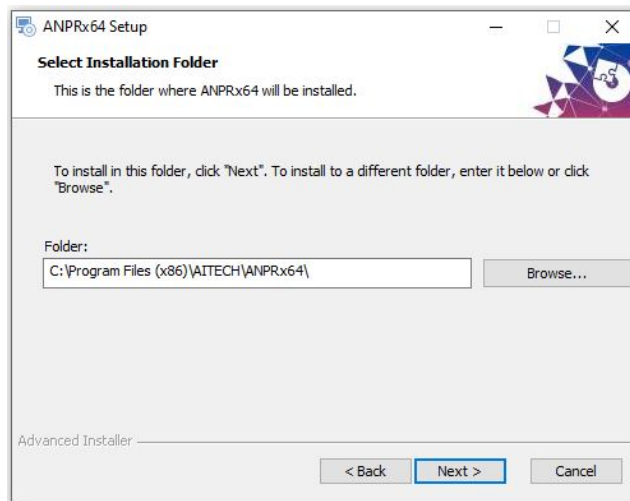 ANPRx64 Setup
Select Installation Folder
This is the folder where ANPRx64 will be installed.
To install in this folder, click "Next". To install to a different folder, enter it below or click
"Browse".
Folder:
C:\Program Files (x86)\AITECH\ANPRx64\
Browse...
Advanced Installer
< Back
Next >
Cancel